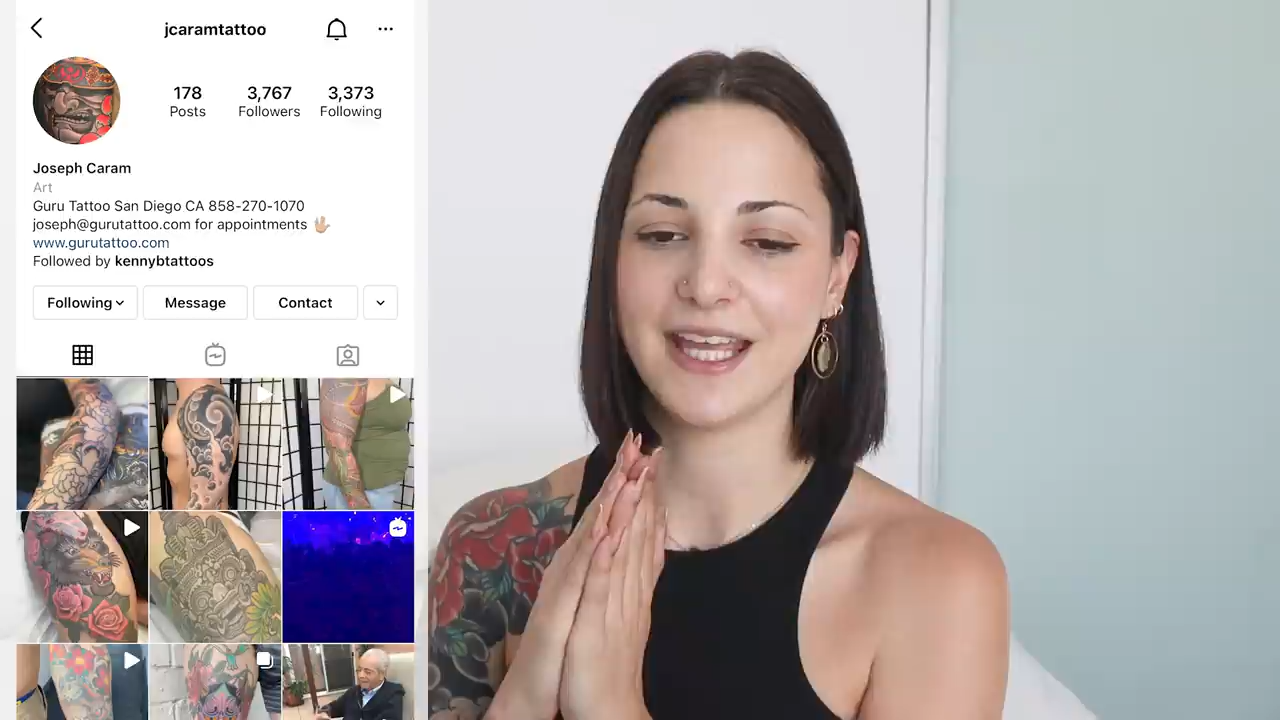 jcaramtattoo
178 3,767 3,373
Posts Followers Following
Joseph Caram
Art
Guru Tattoo San Diego CA 858-270-1070
joseph@gurutattoo.com for appointments 🖖🏼
www.gurutattoo.com
Followed by kennybtattoos
Following Message Contact